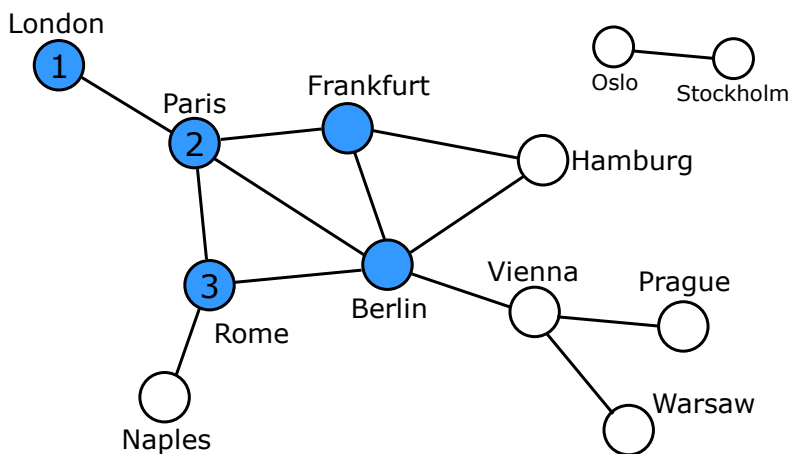 London
1
Paris
2
Frankfurt
Oslo
Stockholm
Hamburg
3
Rome
Berlin
Vienna
Prague
Naples
Warsaw